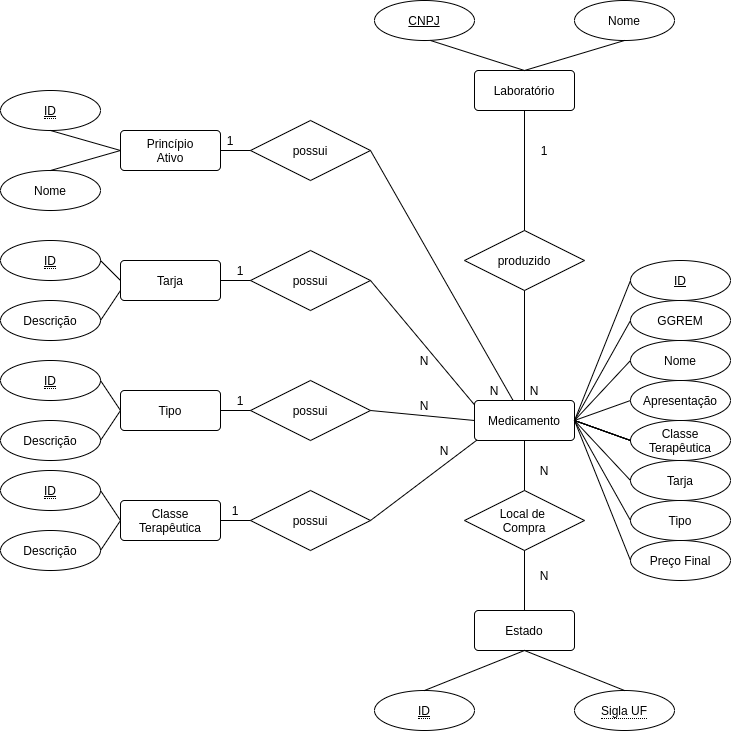 CNPJ
Nome
Laboratório
ID
Princípio
Ativo
1
possui
1
Nome
ID
Tarja
1
possui
produzido
ID
Descrição
GGREM
ID
Tipo
1
possui
N
Nome
N
N
N
Apresentação
Descrição
Medicamento
Classe
Terapêutica
N
ID
Classe
Terapêutica
1
possui
N
Local de
Compra
Tarja
Tipo
Descrição
Preço Final
N
Estado
ID
Sigla UF